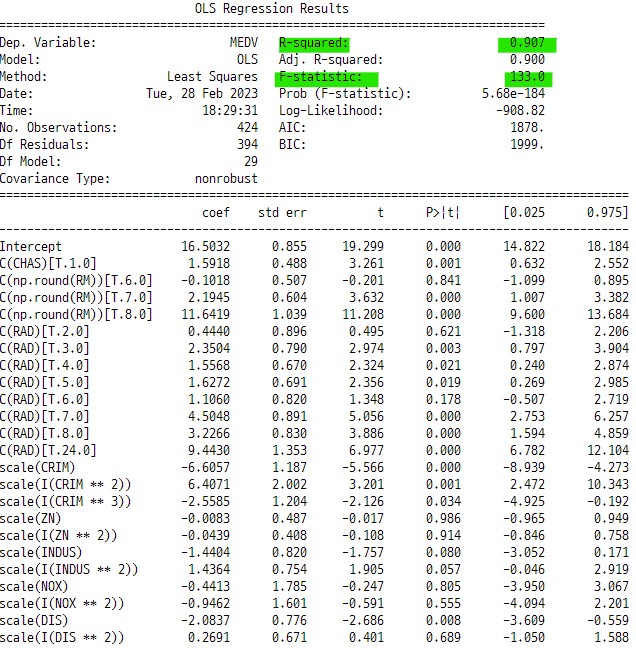 OLS Regression Results
==============================================================================
Dep. Variable: MEDV R-squared: 0.907
Model: OLS Adj. R-squared: 0.900
Method: Least Squares F-statistic: 133.0
Date: Tue, 28 Feb 2023 Prob (F-statistic): 5.68e-184
Time: 18:29:31 Log-Likelihood: -908.82
No. Observations: 424 AIC: 1878.
Df Residuals: 394 BIC: 1999.
Df Model: 29
Covariance Type: nonrobust
==============================================================================
coef std err t P>|t| [0.025 0.975]
------------------------------------------------------------------------------
Intercept 16.5032 0.855 19.299 0.000 14.822 18.184
C(CHAS)[T.1.0] 1.5918 0.488 3.261 0.001 0.632 2.552
C(np.round(RM))[T.6.0] -0.1018 0.507 -0.201 0.841 -1.099 0.895
C(np.round(RM))[T.7.0] 2.1945 0.604 3.632 0.000 1.007 3.382
C(np.round(RM))[T.8.0] 11.6419 1.039 11.208 0.000 9.600 13.684
C(RAD)[T.2.0] 0.4440 0.896 0.495 0.621 -1.318 2.206
C(RAD)[T.3.0] 2.3504 0.790 2.974 0.003 0.797 3.904
C(RAD)[T.4.0] 1.5568 0.670 2.324 0.021 0.240 2.874
C(RAD)[T.5.0] 1.6272 0.691 2.356 0.019 0.269 2.985
C(RAD)[T.6.0] 1.1060 0.820 1.348 0.178 -0.507 2.719
C(RAD)[T.7.0] 4.5048 0.891 5.056 0.000 2.753 6.257
C(RAD)[T.8.0] 3.2266 0.830 3.886 0.000 1.594 4.859
C(RAD)[T.24.0] 9.4430 1.353 6.977 0.000 6.782 12.104
scale(CRIM) -6.6057 1.187 -5.566 0.000 -8.939 -4.273
scale(I(CRIM ** 2)) 6.4071 2.002 3.201 0.001 2.472 10.343
scale(I(CRIM ** 3)) -2.5585 1.204 -2.126 0.034 -4.925 -0.192
scale(ZN) -0.0083 0.487 -0.017 0.986 -0.965 0.949
scale(I(ZN ** 2)) -0.0439 0.408 -0.108 0.914 -0.846 0.758
scale(INDUS) -1.4404 0.820 -1.757 0.080 -3.052 0.171
scale(I(INDUS ** 2)) 1.4364 0.754 1.905 0.057 -0.046 2.919
scale(NOX) -0.4413 1.785 -0.247 0.805 -3.950 3.067
scale(I(NOX ** 2)) -0.9462 1.601 -0.591 0.555 -4.094 2.201
scale(DIS) -2.0837 0.776 -2.686 0.008 -3.609 -0.559
scale(I(DIS ** 2)) 0.2691 0.671 0.401 0.689 -1.050 1.588